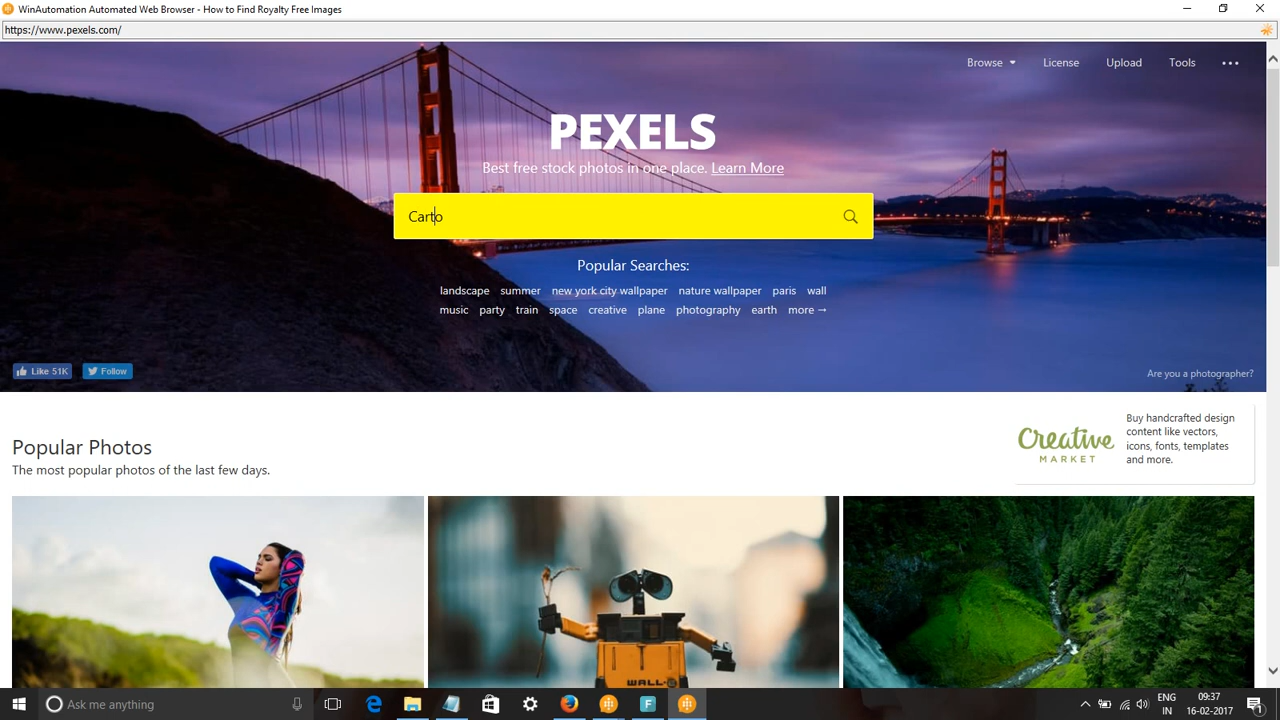 WinAutomation Automated Web Browser - How to Find Royalty Free Images
https://www.pexels.com/
Browse License Upload Tools
PEXELS
Best free stock photos in one place. Learn More
Carto
Popular Searches:
landscape summer new york city wallpaper nature wallpaper paris wall
music party train space creative plane photography earth more →
Like 51K Follow
Are you a photographer?
Popular Photos
The most popular photos of the last few days.
Creative
MARKET
Buy handcrafted design
content like vectors,
icons, fonts, templates
and more.
WALL·E
Ask me anything
ENG
IN
09:37
16-02-2017
1